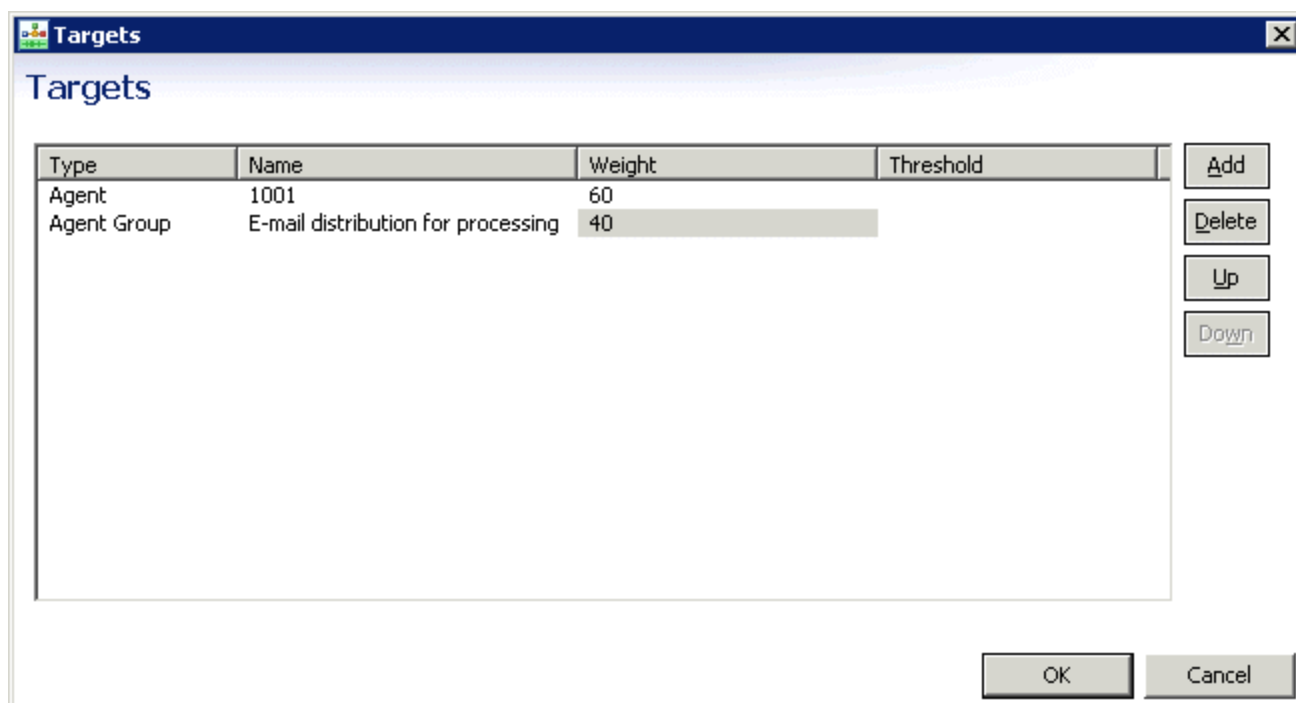 Targets
Targets
Type Name Weight Threshold
Agent 1001 60
Agent Group E-mail distribution for processing 40
Add
Delete
Up
Down
OK Cancel